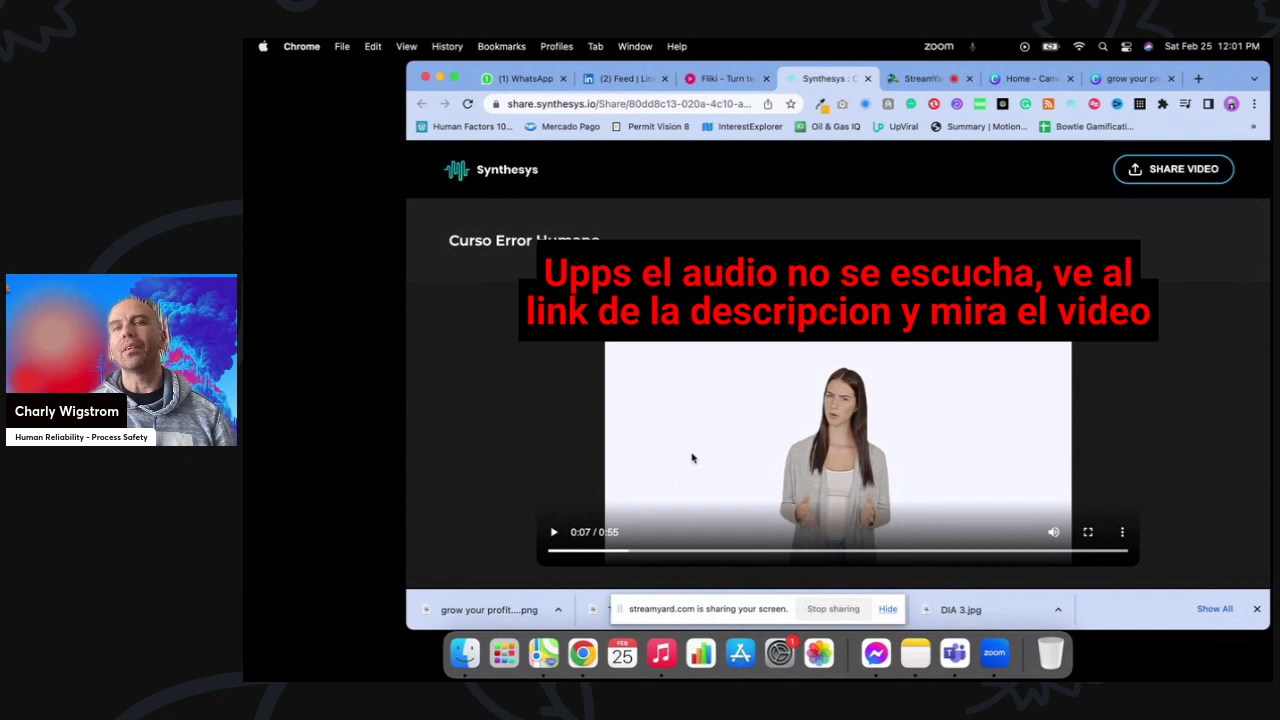 Chrome File Edit View History Bookmarks Profiles Tab Window Help zoom Sat Feb 25 12:01 PM
(1) WhatsApp (2) Feed | Lin Fliki - Turn te Synthesys : C StreamYa Home - Canv grow your pr
share.synthesys.io/Share/80dd8c13-020a-4c10-a...
Human Factors 10... Mercado Pago Permit Vision 8 InterestExplorer Oil & Gas IQ UpViral Summary | Motion... Bowtie Gamificati... »
Synthesys SHARE VIDEO
Curso Error Humano
Upps el audio no se escucha, ve al
link de la descripcion y mira el video
Charly Wigstrom
Human Reliability - Process Safety
0:07 / 0:55
grow your profit....png streamyard.com is sharing your screen. Stop sharing Hide DIA 3.jpg Show All
FEB
25
1
zoom